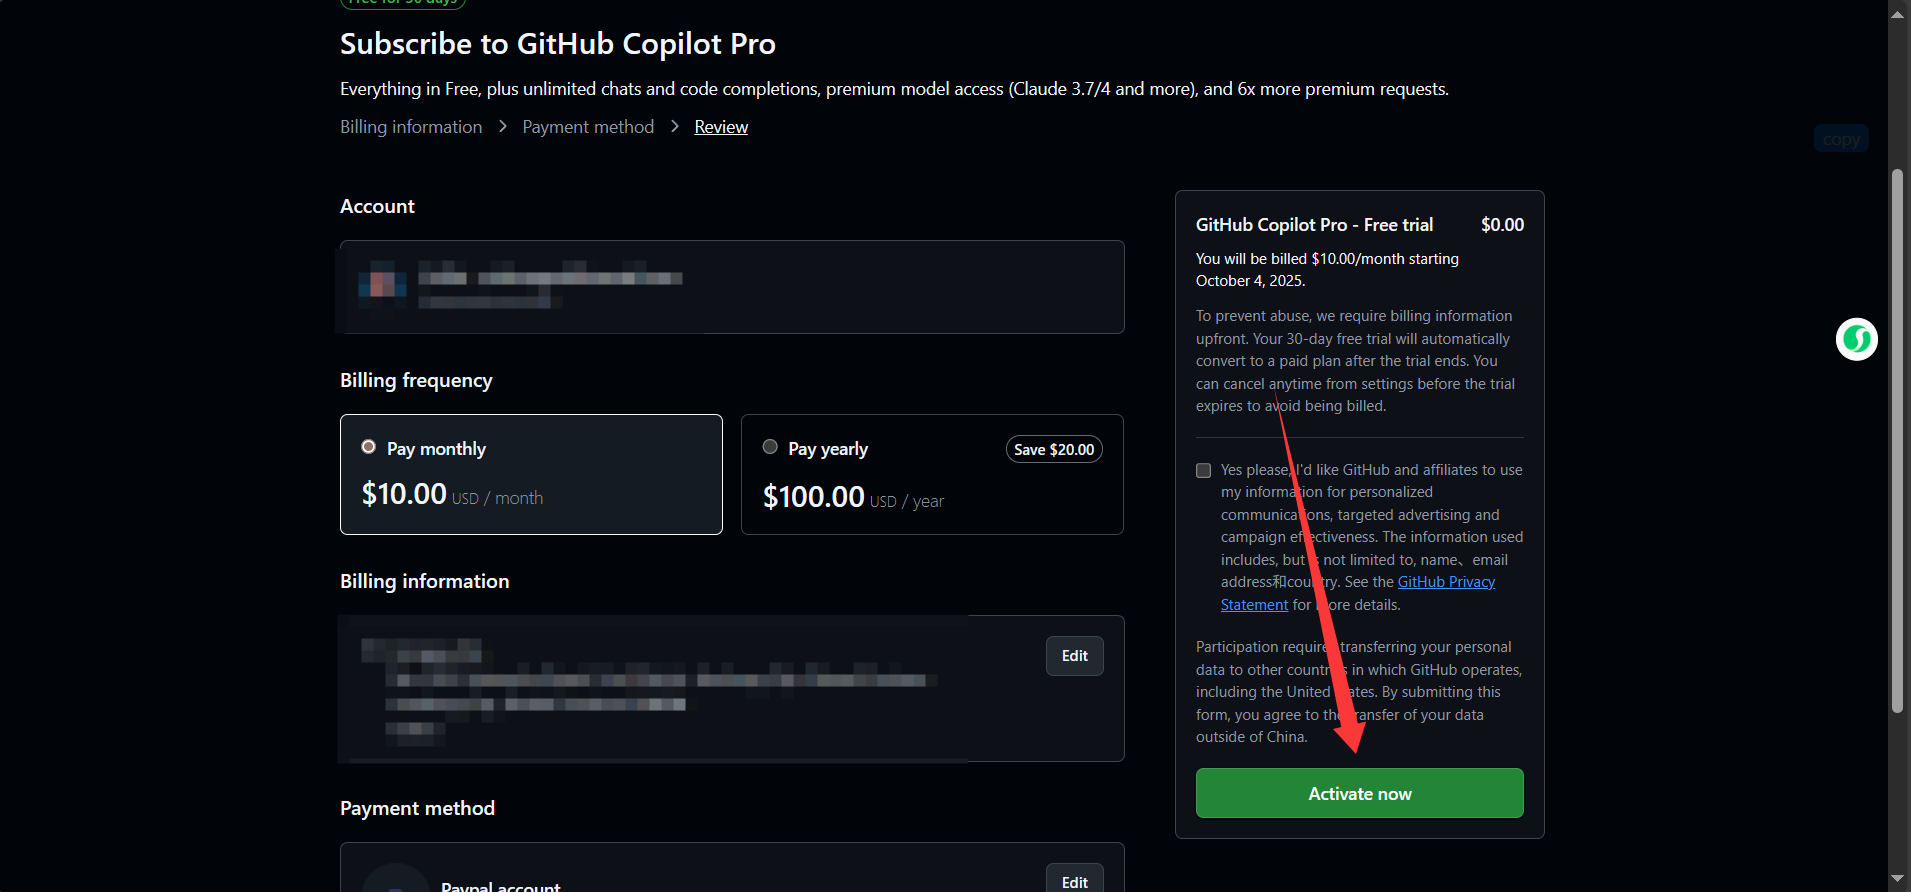 Free for 30 days
Subscribe to GitHub Copilot Pro
Everything in Free, plus unlimited chats and code completions, premium model access (Claude 3.7/4 and more), and 6x more premium requests.
Billing information > Payment method > Review
copy
Account
Billing frequency
Pay monthly
$10.00 USD / month
Pay yearly
Save $20.00
$100.00 USD / year
Billing information
Edit
Payment method
Paypal account
Edit
GitHub Copilot Pro - Free trial $0.00
You will be billed $10.00/month starting
October 4, 2025.
To prevent abuse, we require billing information
upfront. Your 30-day free trial will automatically
convert to a paid plan after the trial ends. You
can cancel anytime from settings before the trial
expires to avoid being billed.
Yes please, I'd like GitHub and affiliates to use
my information for personalized
communications, targeted advertising and
campaign effectiveness. The information used
includes, but is not limited to, name、email
address和country. See the GitHub Privacy
Statement for more details.
Participation requires transferring your personal
data to other countries in which GitHub operates,
including the United States. By submitting this
form, you agree to the transfer of your data
outside of China.
Activate now